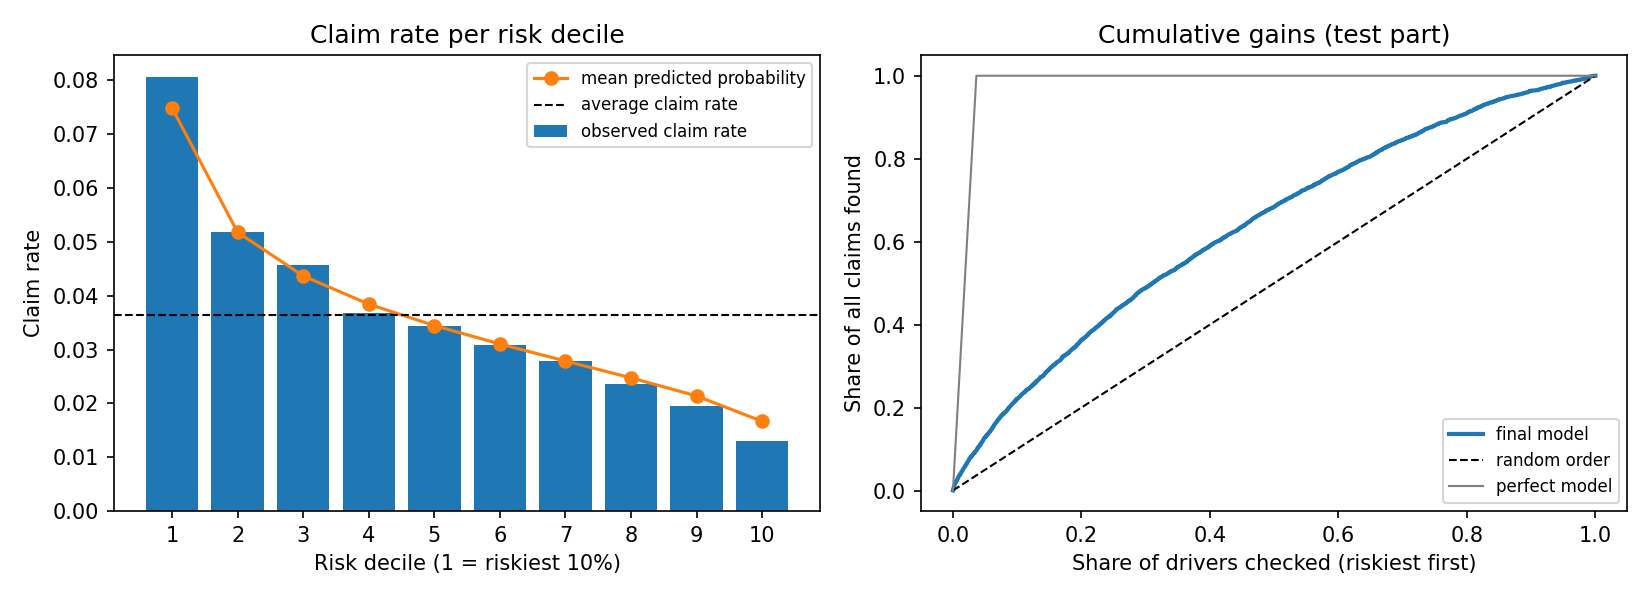 Claim rate per risk decile
Claim rate
0.08
0.07
0.06
0.05
0.04
0.03
0.02
0.01
0.00
mean predicted probability
average claim rate
observed claim rate
1 2 3 4 5 6 7 8 9 10
Risk decile (1 = riskiest 10%)
Cumulative gains (test part)
Share of all claims found
1.0
0.8
0.6
0.4
0.2
0.0
final model
random order
perfect model
0.0 0.2 0.4 0.6 0.8 1.0
Share of drivers checked (riskiest first)